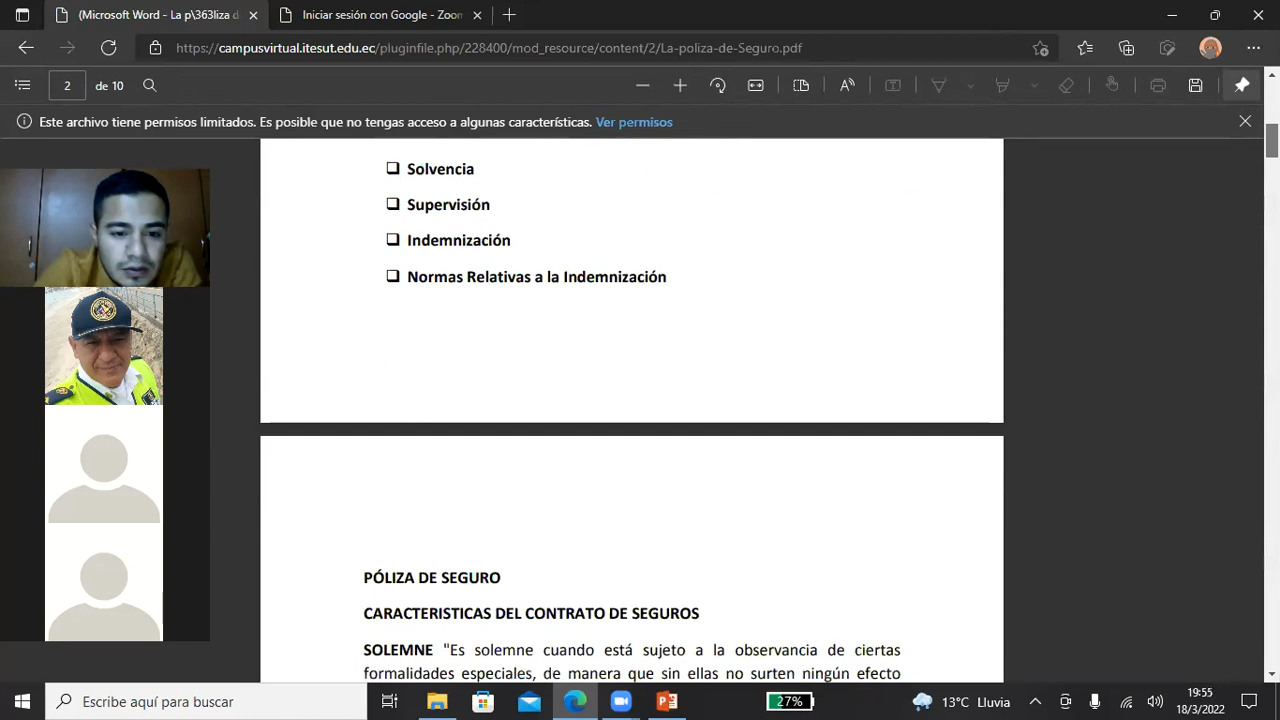 (Microsoft Word - La p\363liza d
Iniciar sesión con Google - Zoon
https://campusvirtual.itesut.edu.ec/pluginfile.php/228400/mod_resource/content/2/La-poliza-de-Seguro.pdf
2 de 10
Este archivo tiene permisos limitados. Es posible que no tengas acceso a algunas características. Ver permisos
Solvencia
Supervisión
Indemnización
Normas Relativas a la Indemnización
PÓLIZA DE SEGURO
CARACTERISTICAS DEL CONTRATO DE SEGUROS
SOLEMNE "Es solemne cuando está sujeto a la observancia de ciertas
formalidades especiales, de manera que sin ellas no surten ningún efecto
Escribe aquí para buscar
27%
13°C Lluvia
19:55
18/3/2022